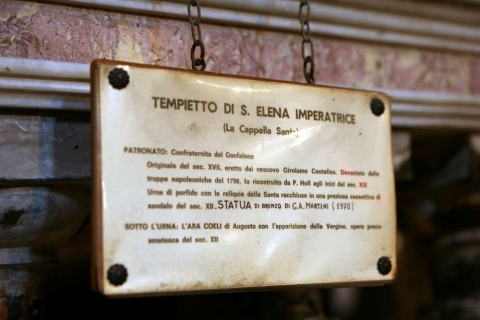 TEMPIETTO DI S. ELENA IMPERATRICE
(La Cappella Santa)
PATRONATO: Confraternita del Gonfalone
Originale del sec. XVII, eretto dai vescovo Girolamo Centelles. Devastato dalle
truppe napoleoniche del 1798, fu ricostruito da P. Holl agli inizi del sec. XIX
Urna di porfido con le reliquie della Santa racchiuse in una preziosa cassettina di
sandalo del sec. XII. STATUA DI BRONZO DI G.A. MARTINI (1970)
SOTTO L'URNA: L'ARA COELI di Augusto con l'apparizione della Vergine, opera preco-
smatesca del sec. XII